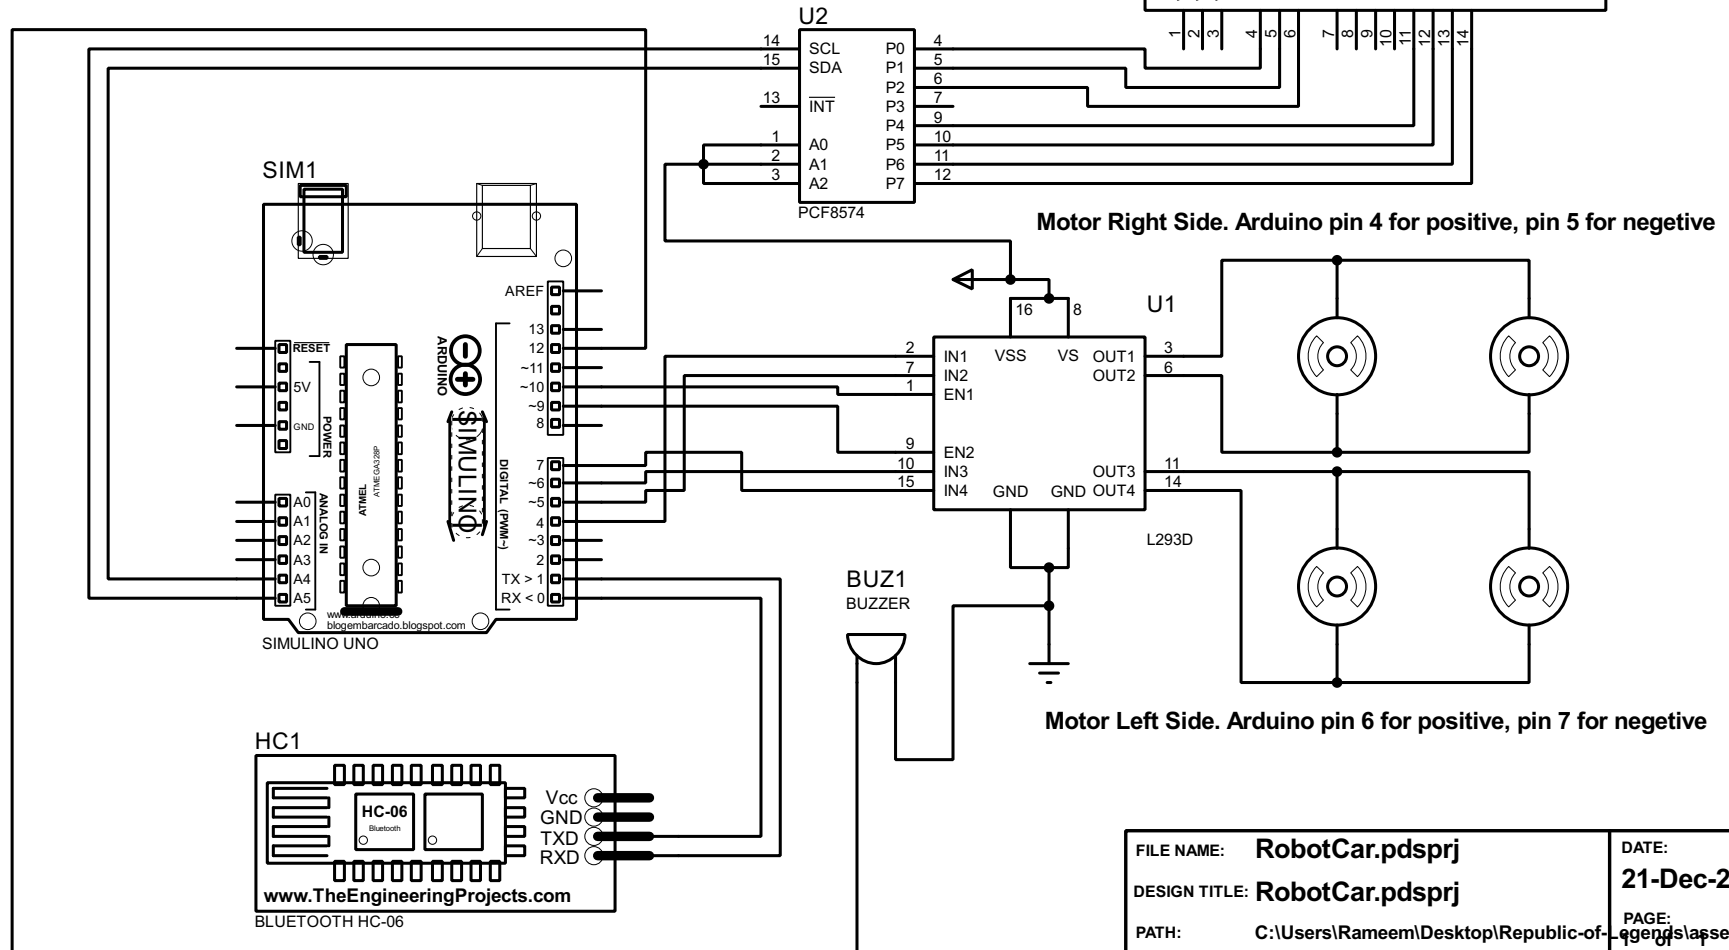 U2
14 SCL P0 4
15 SDA P1 5
P2 6
13 INT P3 7
P4 9
1 A0 P5 10
2 A1 P6 11
3 A2 P7 12
PCF8574
1 2 3 4 5 6 7 8 9 10 11 12 13 14
Motor Right Side. Arduino pin 4 for positive, pin 5 for negetive
SIM1
AREF
13
12
~11
~10
~9
8
7
~6
~5
4
~3
2
TX > 1
RX < 0
RESET
5V
GND
POWER
A0
A1
A2
A3
A4
A5
ANALOG IN
ATMEL
ATMEGA328P
ARDUINO
SIMULINO
DIGITAL (PWM~)
blogembarcado.blogspot.com
SIMULINO UNO
U1
16 8
2 IN1 VSS VS OUT1 3
7 IN2 OUT2 6
1 EN1
9 EN2
10 IN3 OUT3 11
15 IN4 GND GND OUT4 14
L293D
BUZ1
BUZZER
Motor Left Side. Arduino pin 6 for positive, pin 7 for negetive
HC1
HC-06
Bluetooth
Vcc
GND
TXD
RXD
www.TheEngineeringProjects.com
BLUETOOTH HC-06
FILE NAME: RobotCar.pdsprj
DESIGN TITLE: RobotCar.pdsprj
PATH: C:\Users\Rameem\Desktop\Republic-of-Legends\asse
DATE:
21-Dec-2
PAGE: